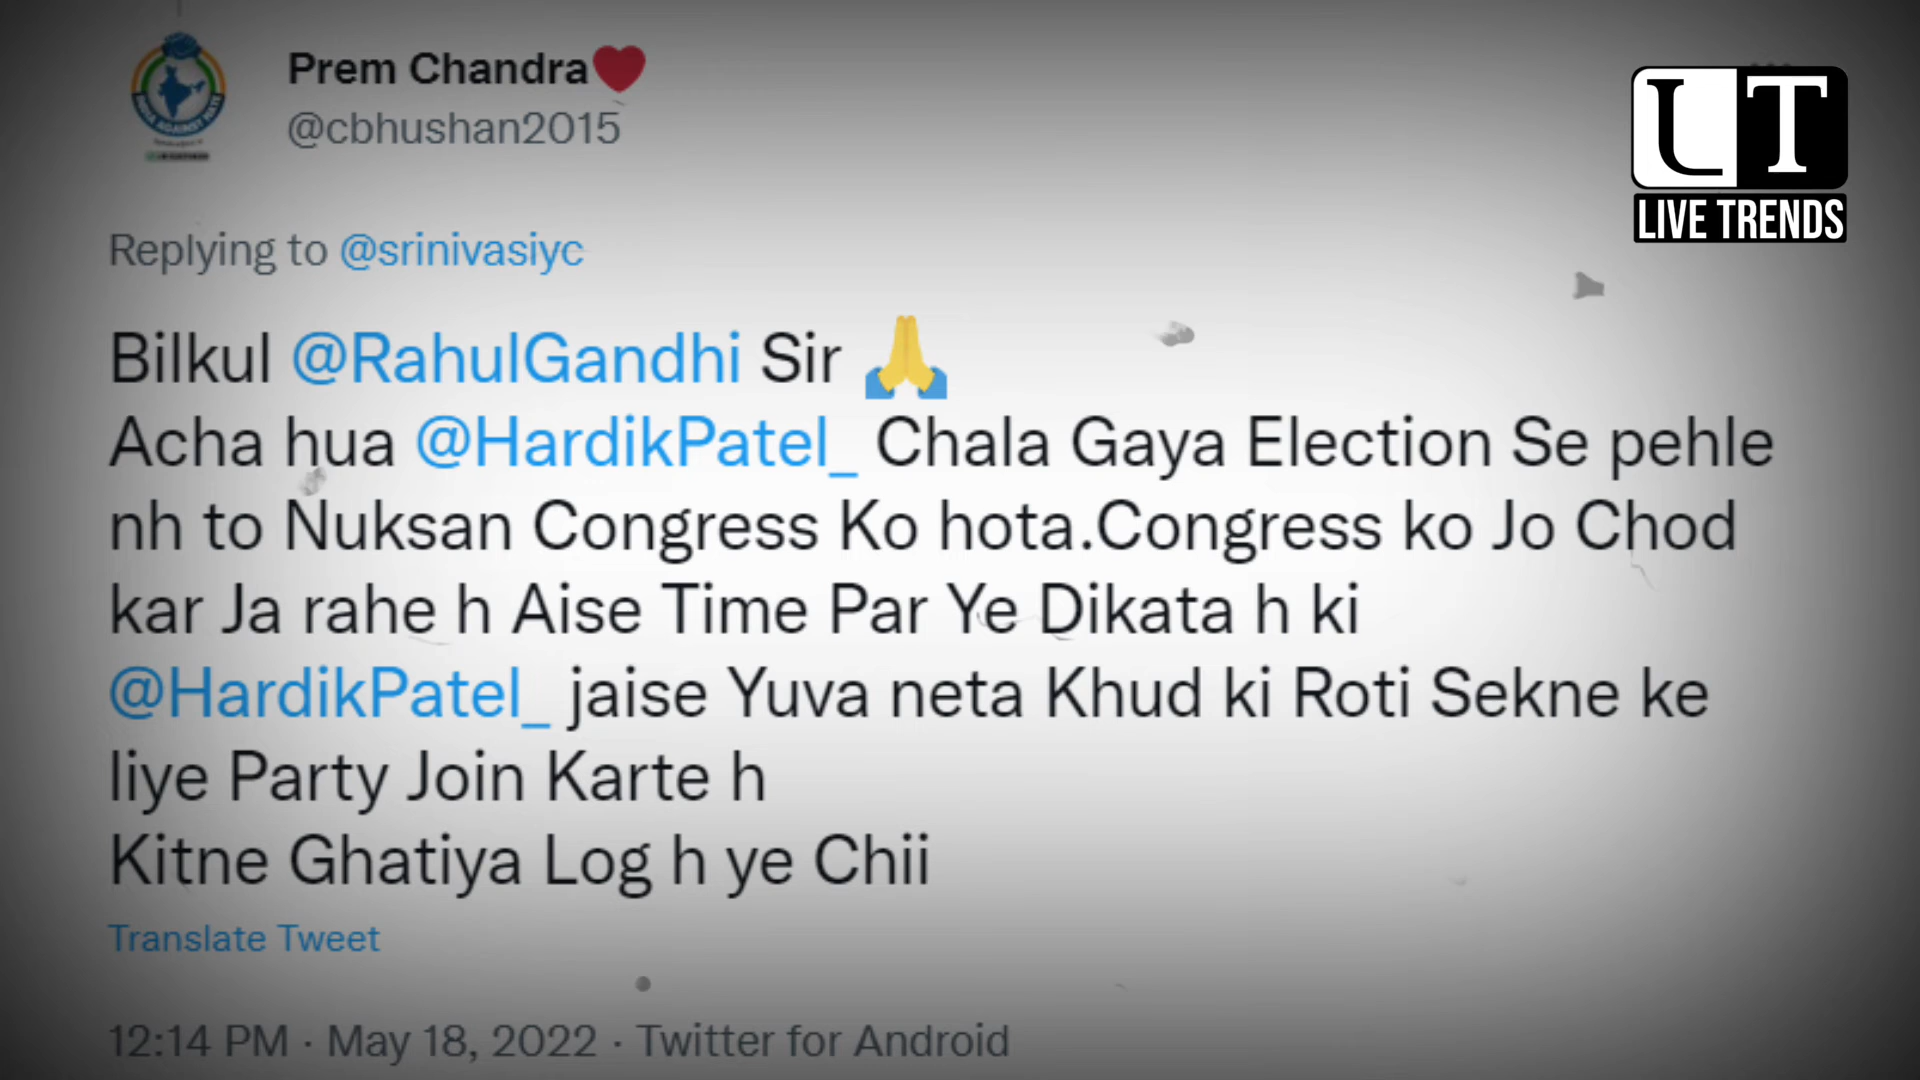 Prem Chandra❤️
@cbhushan2015
LT
LIVE TRENDS
Replying to @srinivasiyc
Bilkul @RahulGandhi Sir 🙏
Acha hua @HardikPatel_ Chala Gaya Election Se pehle
nh to Nuksan Congress Ko hota.Congress ko Jo Chod
kar Ja rahe h Aise Time Par Ye Dikata h ki
@HardikPatel_ jaise Yuva neta Khud ki Roti Sekne ke
liye Party Join Karte h
Kitne Ghatiya Log h ye Chii
Translate Tweet
12:14 PM · May 18, 2022 · Twitter for Android